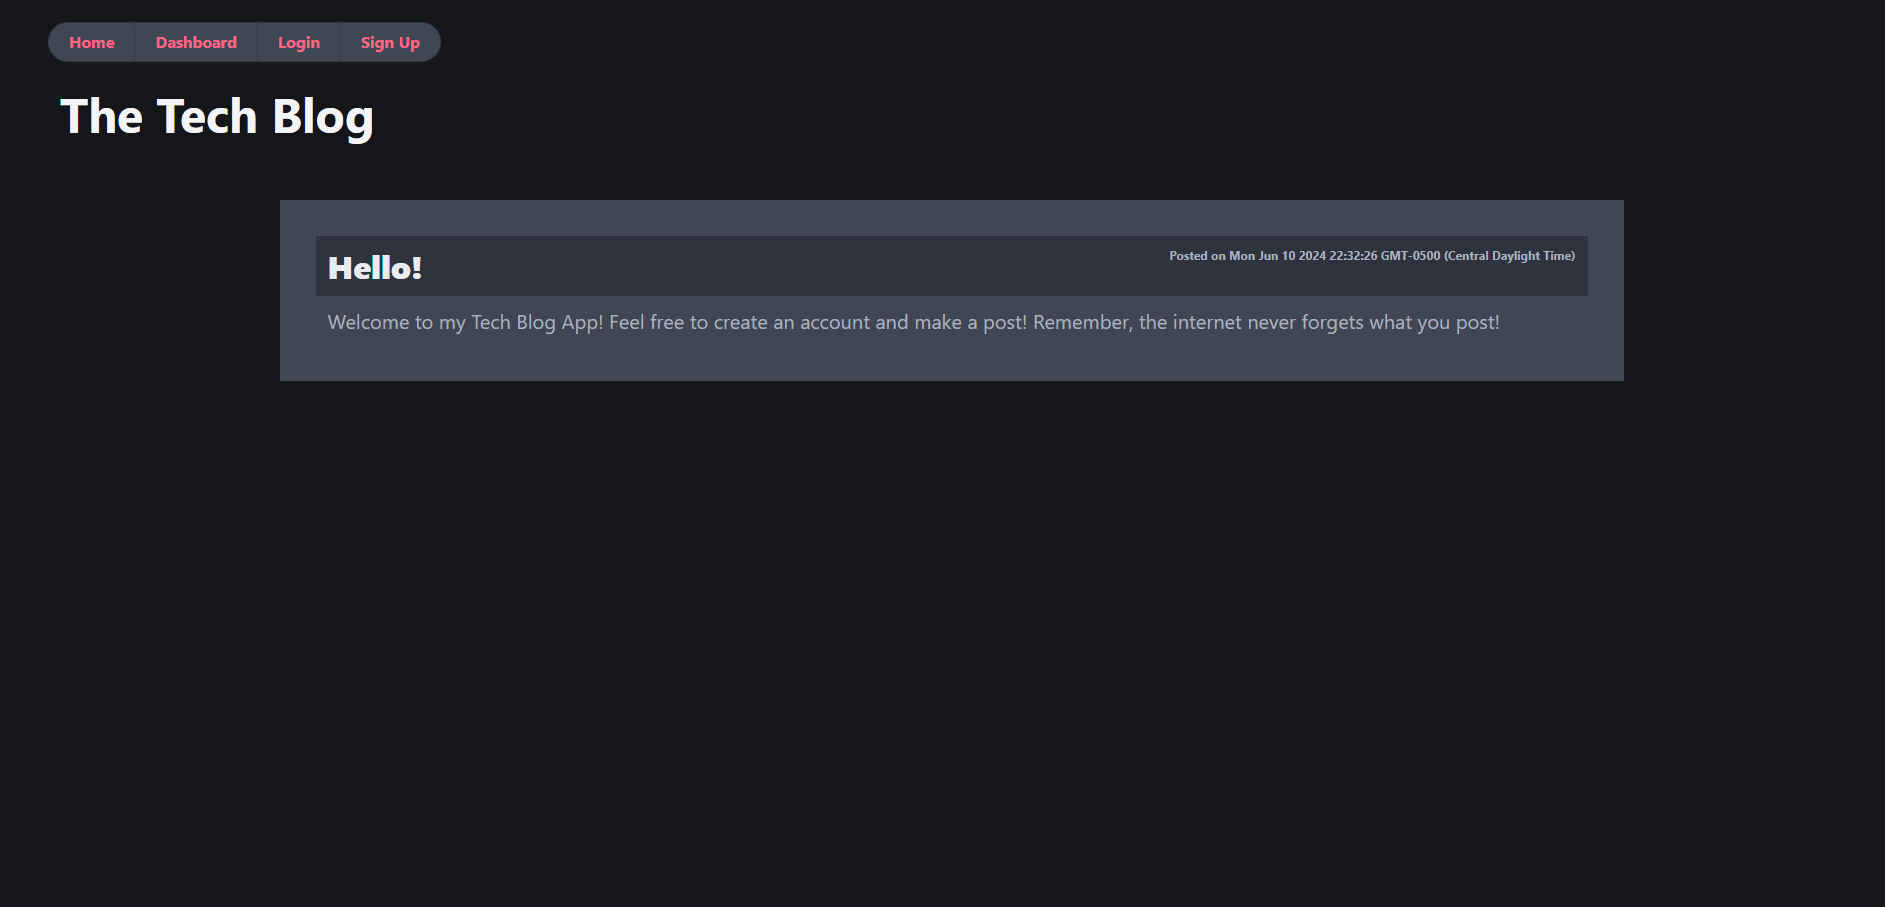 Home Dashboard Login Sign Up
The Tech Blog
Hello!
Posted on Mon Jun 10 2024 22:32:26 GMT-0500 (Central Daylight Time)
Welcome to my Tech Blog App! Feel free to create an account and make a post! Remember, the internet never forgets what you post!